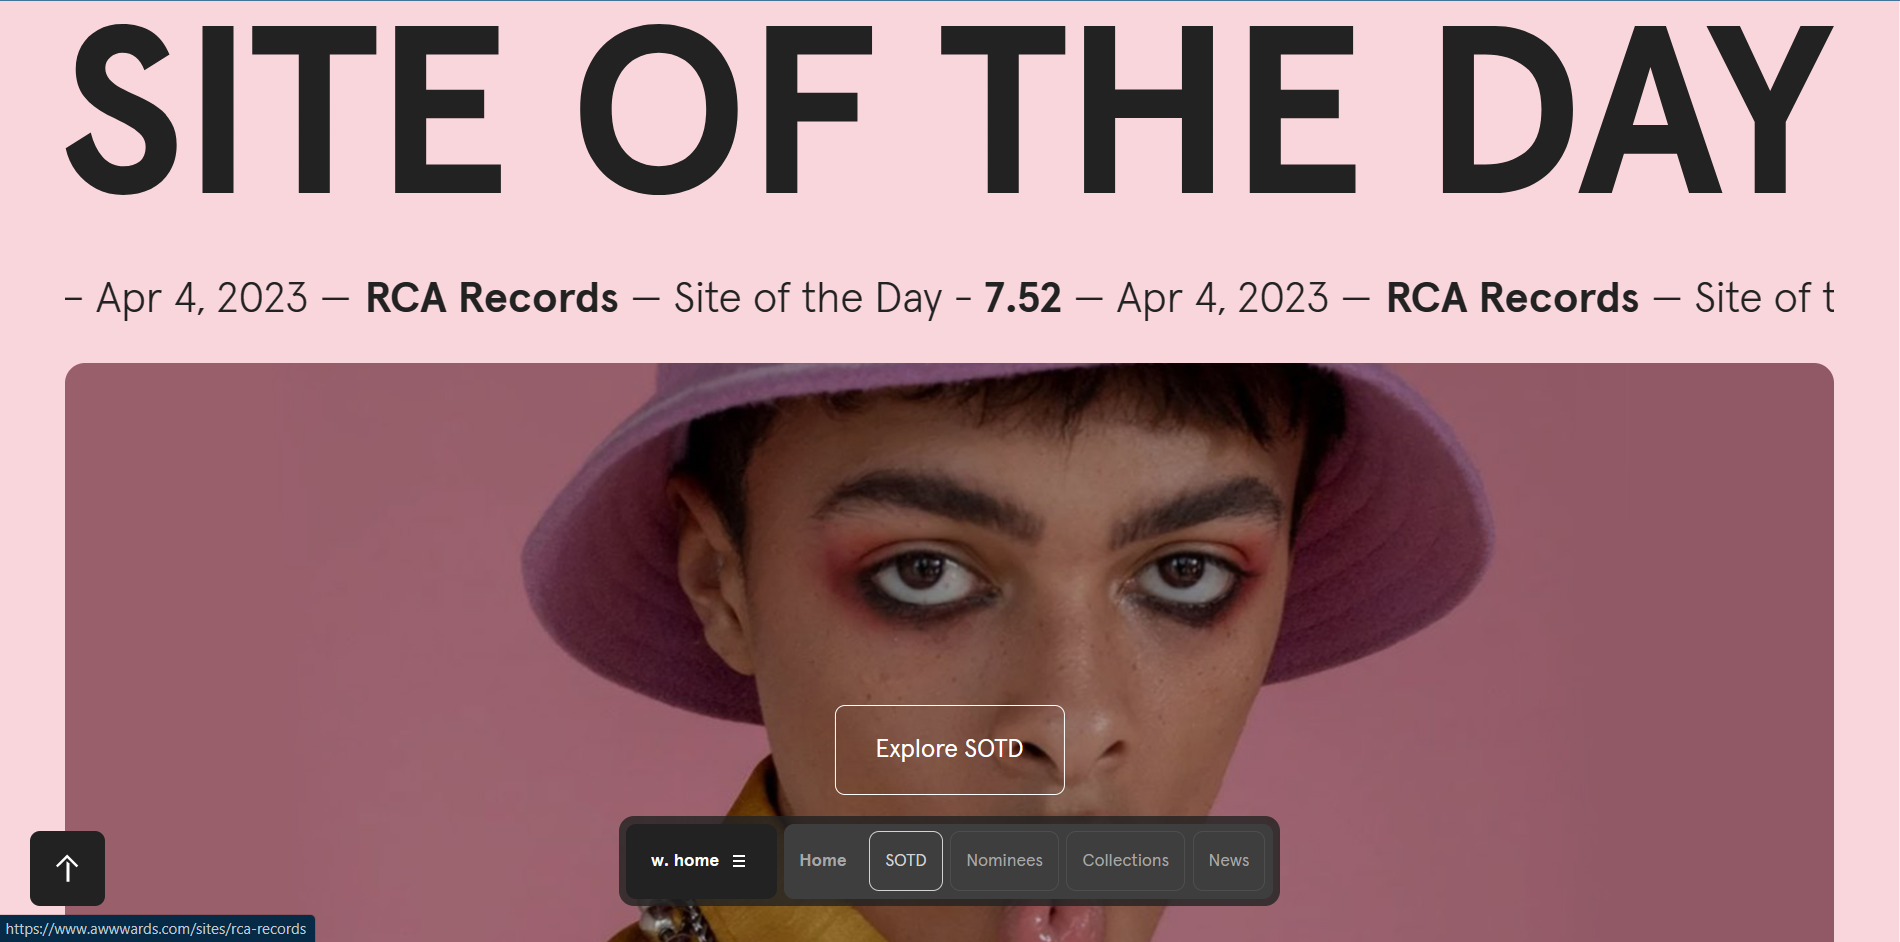 SITE OF THE DAY
– Apr 4, 2023 — RCA Records — Site of the Day - 7.52 — Apr 4, 2023 — RCA Records — Site of t
Explore SOTD
w. home Home SOTD Nominees Collections News
https://www.awwwards.com/sites/rca-records